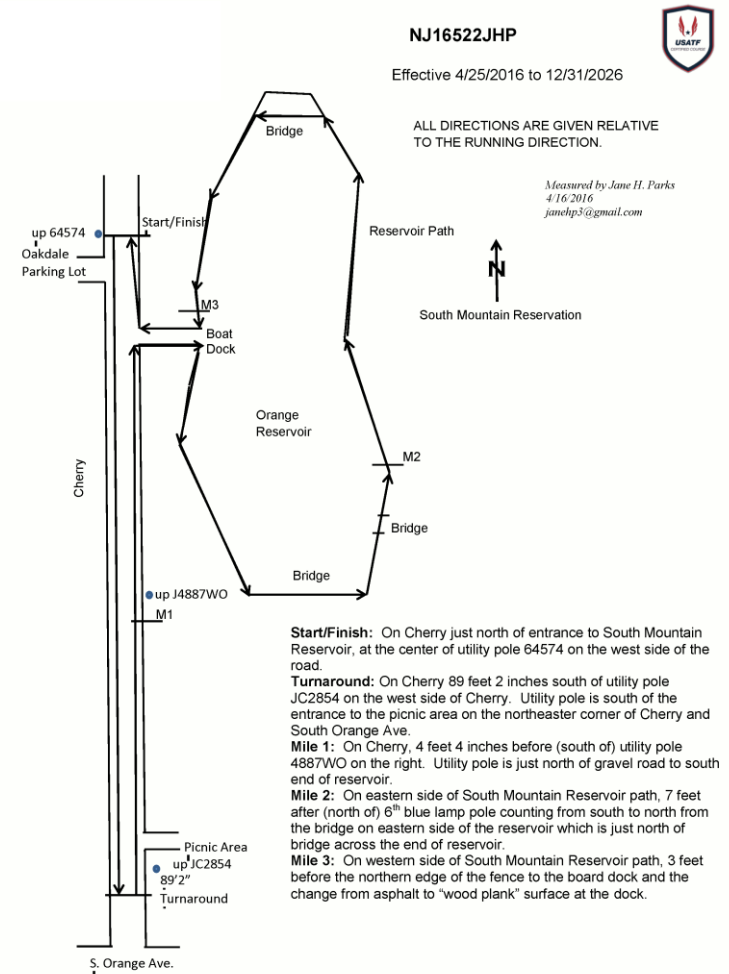 NJ16522JHP
USATF
CERTIFIED COURSE
Effective 4/25/2016 to 12/31/2026
ALL DIRECTIONS ARE GIVEN RELATIVE
TO THE RUNNING DIRECTION.
Measured by Jane H. Parks
4/16/2016
janehp3@gmail.com
Bridge
Start/Finish
up 64574
Oakdale
Parking Lot
Reservoir Path
N
South Mountain Reservation
M3
Boat
Dock
Orange
Reservoir
Cherry
M2
Bridge
Bridge
up J4887WO
M1
Start/Finish: On Cherry just north of entrance to South Mountain
Reservoir, at the center of utility pole 64574 on the west side of the
road.
Turnaround: On Cherry 89 feet 2 inches south of utility pole
JC2854 on the west side of Cherry. Utility pole is south of the
entrance to the picnic area on the northeaster corner of Cherry and
South Orange Ave.
Mile 1: On Cherry, 4 feet 4 inches before (south of) utility pole
4887WO on the right. Utility pole is just north of gravel road to south
end of reservoir.
Mile 2: On eastern side of South Mountain Reservoir path, 7 feet
after (north of) 6th blue lamp pole counting from south to north from
the bridge on eastern side of the reservoir which is just north of
bridge across the end of reservoir.
Mile 3: On western side of South Mountain Reservoir path, 3 feet
before the northern edge of the fence to the board dock and the
change from asphalt to “wood plank” surface at the dock.
Picnic Area
up JC2854
89’2”
Turnaround
S. Orange Ave.